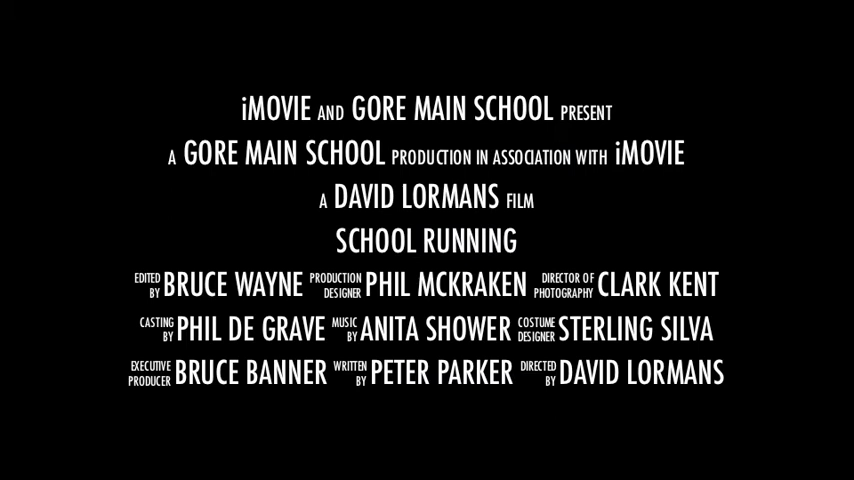 iMOVIE AND GORE MAIN SCHOOL PRESENT
A GORE MAIN SCHOOL PRODUCTION IN ASSOCIATION WITH iMOVIE
A DAVID LORMANS FILM
SCHOOL RUNNING
EDITED BY BRUCE WAYNE PRODUCTION DESIGNER PHIL MCKRAKEN DIRECTOR OF PHOTOGRAPHY CLARK KENT
CASTING BY PHIL DE GRAVE MUSIC BY ANITA SHOWER COSTUME DESIGNER STERLING SILVA
EXECUTIVE PRODUCER BRUCE BANNER WRITTEN BY PETER PARKER DIRECTED BY DAVID LORMANS